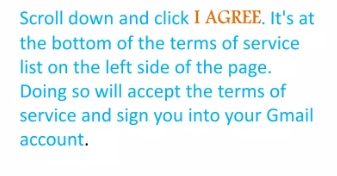 Scroll down and click I AGREE. It's at
the bottom of the terms of service
list on the left side of the page.
Doing so will accept the terms of
service and sign you into your Gmail
account.